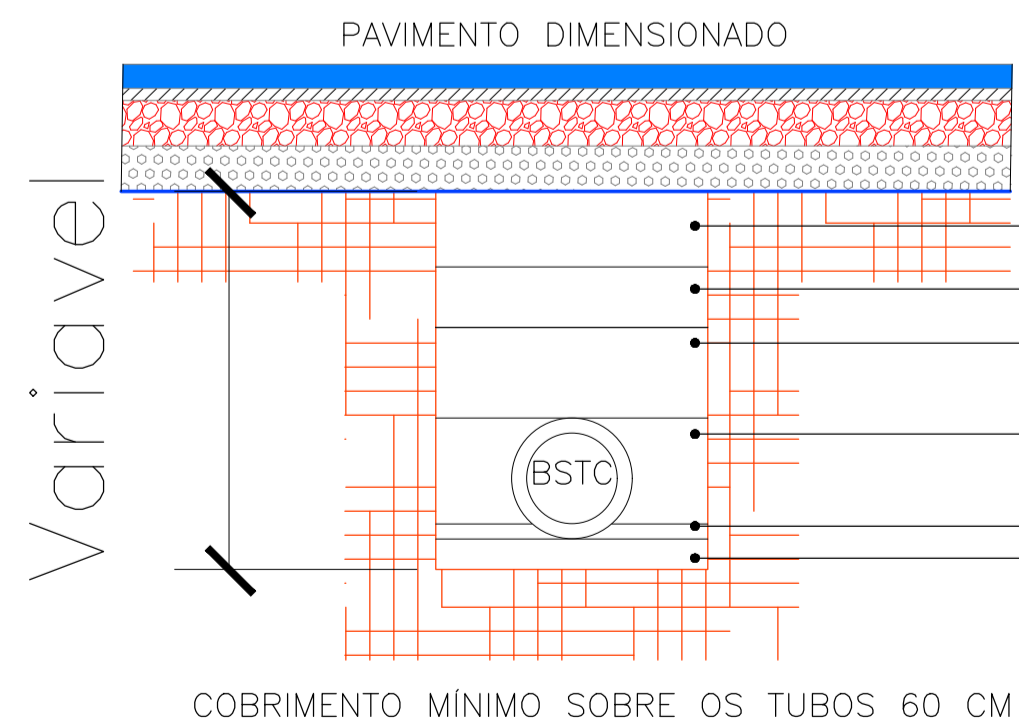 PAVIMENTO DIMENSIONADO
Variavel
BSTC
COBRIMENTO MÍNIMO SOBRE OS TUBOS 60 CM